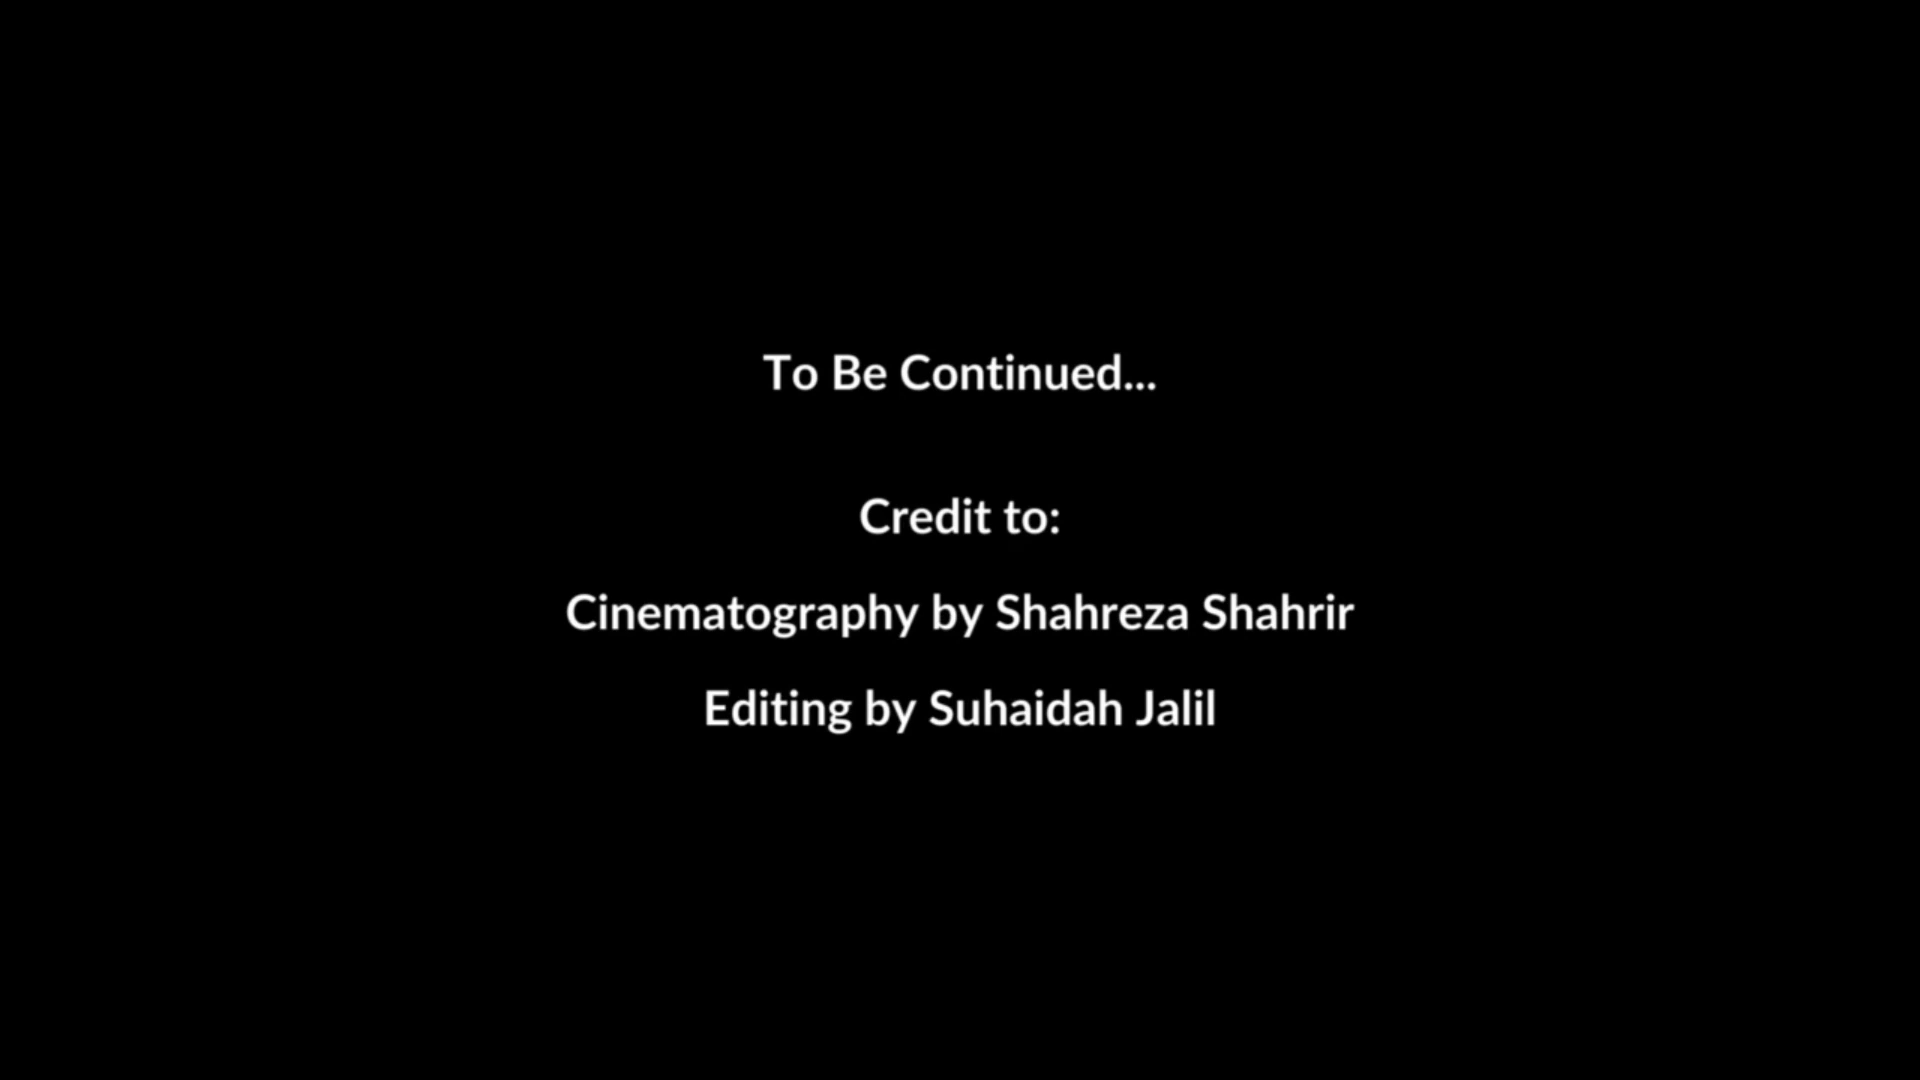 To Be Continued...
Credit to:
Cinematography by Shahreza Shahrir
Editing by Suhaidah Jalil